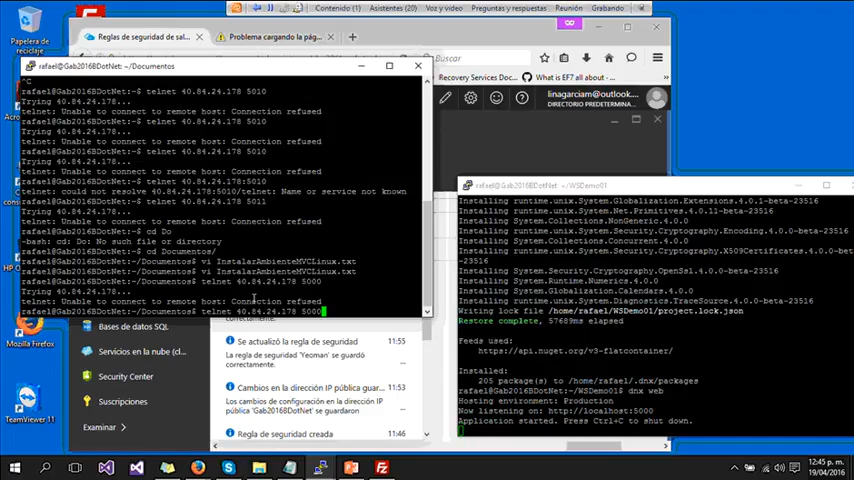 Contenido (1)
Asistentes (20)
Voz y video
Preguntas y respuestas
Reunión
Grabando
Papelera de
reciclaje
Reglas de seguridad de sal...
Problema cargando la pág...
Recovery Services Doc
What is EF7 all about?
linagarciam@outlook....
DIRECTORIO PREDETERMINA...
rafael@Gab2016BDotNet: ~/Documentos
^C
rafael@Gab2016BDotNet:~$ telnet 40.84.24.178 5010
Trying 40.84.24.178...
telnet: Unable to connect to remote host: Connection refused
rafael@Gab2016BDotNet:~$ telnet 40.84.24.178 5010
Trying 40.84.24.178...
telnet: Unable to connect to remote host: Connection refused
rafael@Gab2016BDotNet:~$ telnet 40.84.24.178 5010
Trying 40.84.24.178...
telnet: Unable to connect to remote host: Connection refused
rafael@Gab2016BDotNet:~$ telnet 40.84.24.178:5010
telnet: could not resolve 40.84.24.178:5010/telnet: Name or service not known
rafael@Gab2016BDotNet:~$ telnet 40.84.24.178 5011
Trying 40.84.24.178...
telnet: Unable to connect to remote host: Connection refused
rafael@Gab2016BDotNet:~$ cd Do
-bash: cd: Do: No such file or directory
rafael@Gab2016BDotNet:~$ cd Documentos/
rafael@Gab2016BDotNet:~/Documentos$ vi InstalarAmbienteMVCLinux.txt
rafael@Gab2016BDotNet:~/Documentos$ vi InstalarAmbienteMVCLinux.txt
rafael@Gab2016BDotNet:~/Documentos$ telnet 40.84.24.178 5000
Trying 40.84.24.178...
telnet: Unable to connect to remote host: Connection refused
rafael@Gab2016BDotNet:~/Documentos$ telnet 40.84.24.178 5000
rafael@Gab2016BDotNet: ~/WSDemo01
Installing runtime.unix.System.Globalization.Extensions.4.0.1-beta-23516
Installing runtime.unix.System.Net.Primitives.4.0.11-beta-23516
Installing runtime.unix.System.Security.Cryptography.Encryption.4.0.0-beta-23516
Installing System.Collections.Concurrent.4.0.0
Installing runtime.unix.System.Security.Cryptography.X509Certificates.4.0.0-beta
-23516
Installing System.Security.Cryptography.Encryption.4.0.0-beta-23516
Installing System.Globalization.Calendars.4.0.0
Installing System.Diagnostics.TraceSource.4.0.0-beta-23516
Writing lock file /home/rafael/WSDemo01/project.lock.json
Restore complete, 57689ms elapsed
Feeds used:
https://api.nuget.org/v3-flatcontainer/
Installed:
205 package(s) to /home/rafael/.dnx/packages
rafael@Gab2016BDotNet:~/WSDemo01$ dnx web
Hosting environment: Production
Now listening on: http://localhost:5000
Application started. Press Ctrl+C to shut down.
Bases de datos SQL
Servicios en la nube (clásico)
Security Center
Suscripciones
Examinar
correctamente.
Se actualizó la regla de seguridad
11:55
La regla de seguridad 'Yeoman' se guardó
correctamente.
Cambios en la dirección IP pública guar...
11:53
Los cambios de configuración en la dirección
IP pública 'Gab2016BDotNet' se guardaron
Regla de seguridad creada
11:46
Mozilla Firefox
TeamViewer 11
12:45 p. m.
19/04/2016